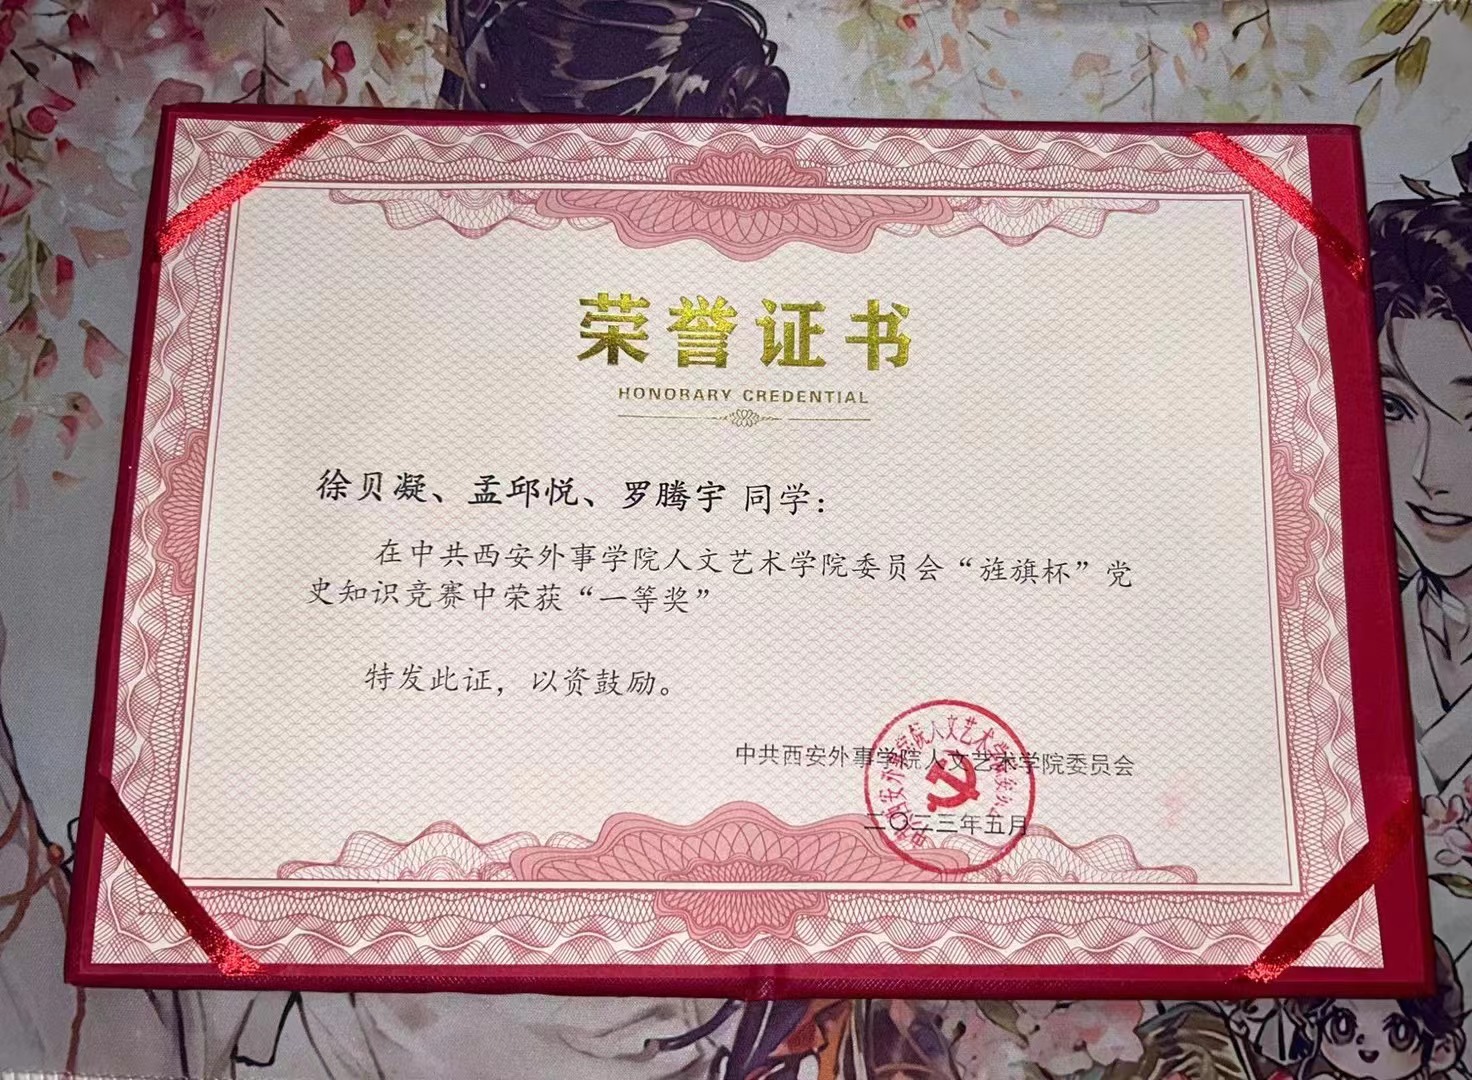 荣誉证书
HONORARY CREDENTIAL
徐贝凝、孟邱悦、罗腾宇 同学：
在中共西安外事学院人文艺术学院委员会“旌旗杯”党
史知识竞赛中荣获“一等奖”
特发此证，以资鼓励。
中共西安外事学院人文艺术学院委员会
二〇二三年五月